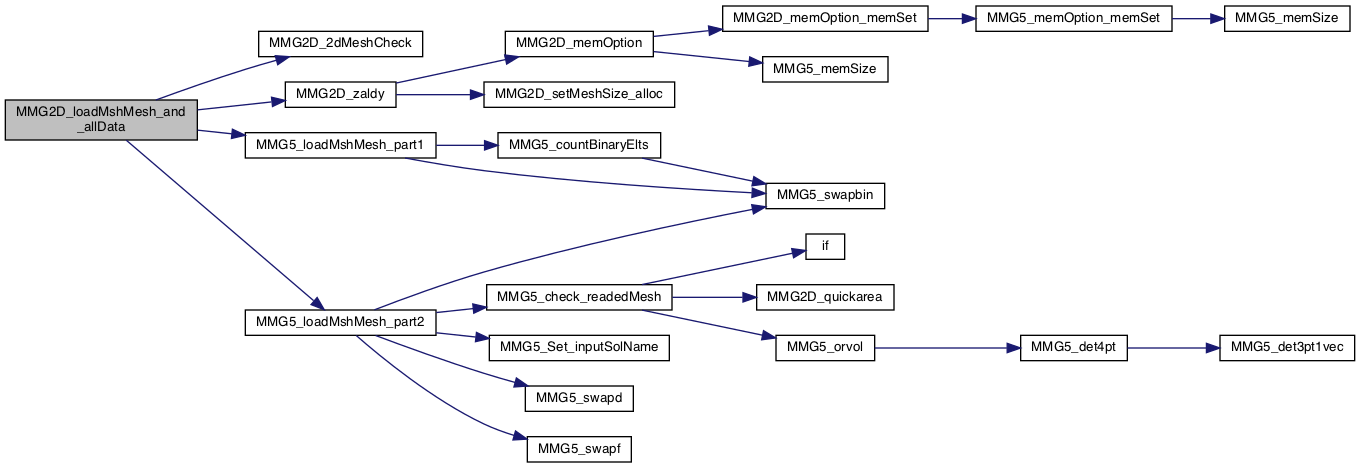 MMG2D_loadMshMesh_and
_allData
MMG2D_2dMeshCheck
MMG2D_zaldy
MMG5_loadMshMesh_part1
MMG5_loadMshMesh_part2
MMG2D_memOption
MMG2D_setMeshSize_alloc
MMG5_countBinaryElts
MMG5_check_readedMesh
MMG5_Set_inputSolName
MMG5_swapd
MMG5_swapf
MMG2D_memOption_memSet
MMG5_memSize
MMG5_swapbin
if
MMG2D_quickarea
MMG5_orvol
MMG5_memOption_memSet
MMG5_det4pt
MMG5_memSize
MMG5_det3pt1vec